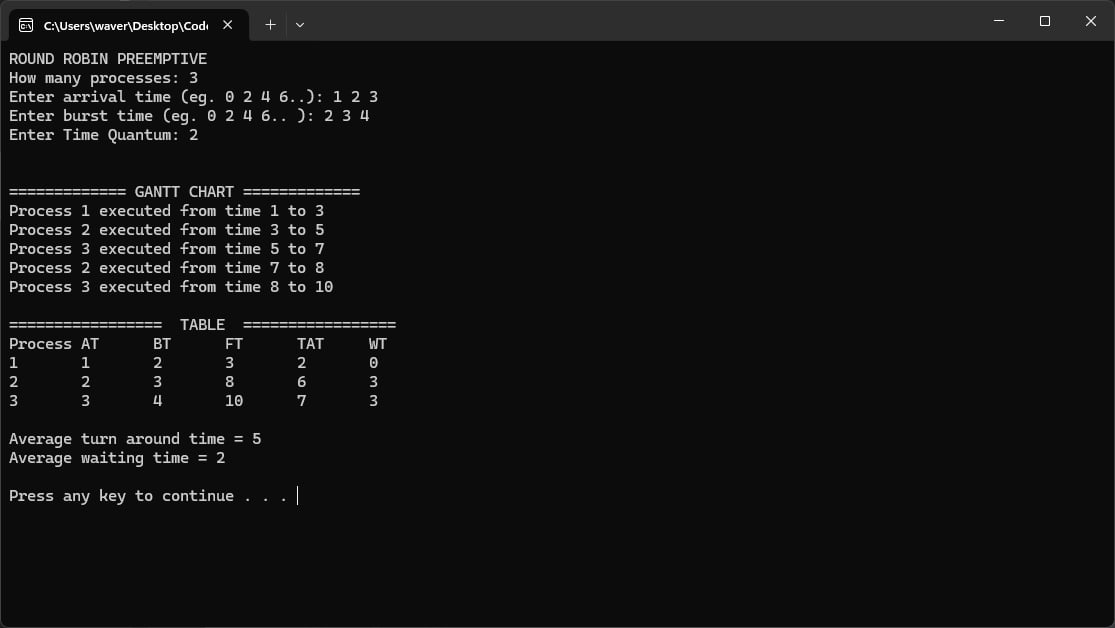 C:\Users\waver\Desktop\Code
ROUND ROBIN PREEMPTIVE
How many processes: 3
Enter arrival time (eg. 0 2 4 6..): 1 2 3
Enter burst time (eg. 0 2 4 6.. ): 2 3 4
Enter Time Quantum: 2
============= GANTT CHART =============
Process 1 executed from time 1 to 3
Process 2 executed from time 3 to 5
Process 3 executed from time 5 to 7
Process 2 executed from time 7 to 8
Process 3 executed from time 8 to 10
=================  TABLE  =================
Process AT      BT      FT      TAT     WT
1       1       2       3       2       0
2       2       3       8       6       3
3       3       4       10      7       3
Average turn around time = 5
Average waiting time = 2
Press any key to continue . . .